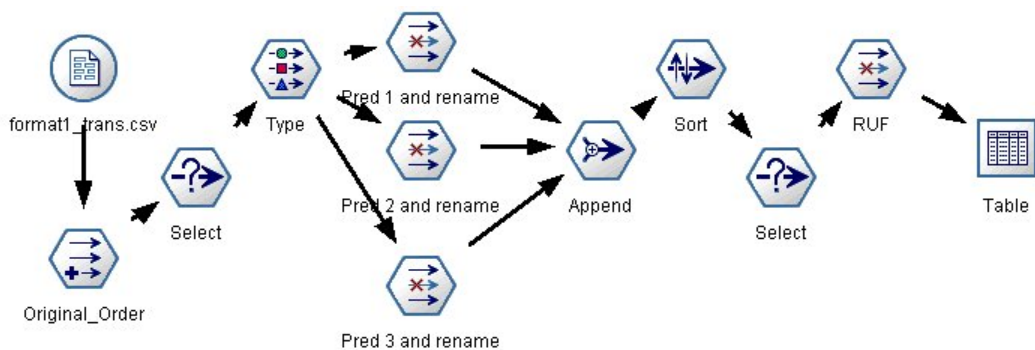 format1_trans.csv
Original_Order
Select
Type
Pred 1 and rename
Pred 2 and rename
Pred 3 and rename
Append
Sort
Select
RUF
Table